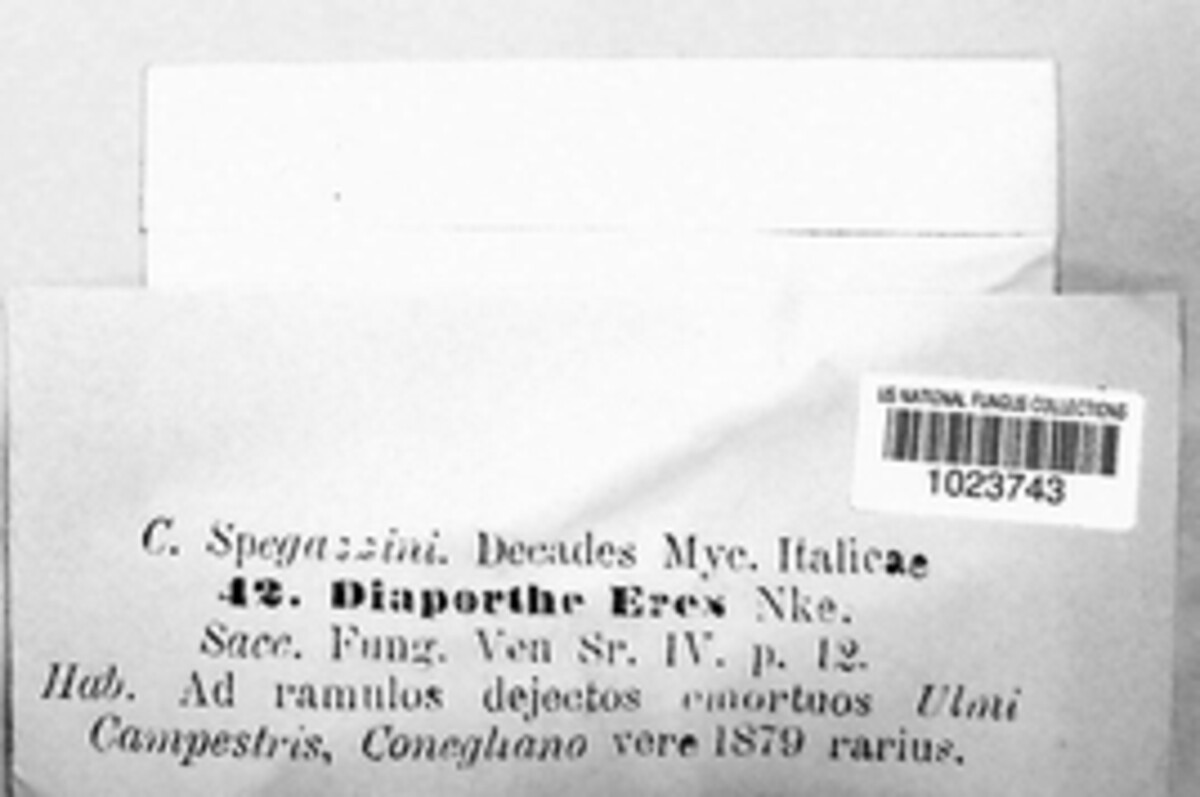 US NATIONAL FUNGUS COLLECTIONS
1023743
C. Spegazzini. Decades Myc. Italicae
42. Diaporthe Eres Nke.
Sacc. Fung. Ven Sr. IV. p. 12.
Hab. Ad ramulos dejectos emortuos Ulmi
Campestris, Conegliano vere 1879 rarius.